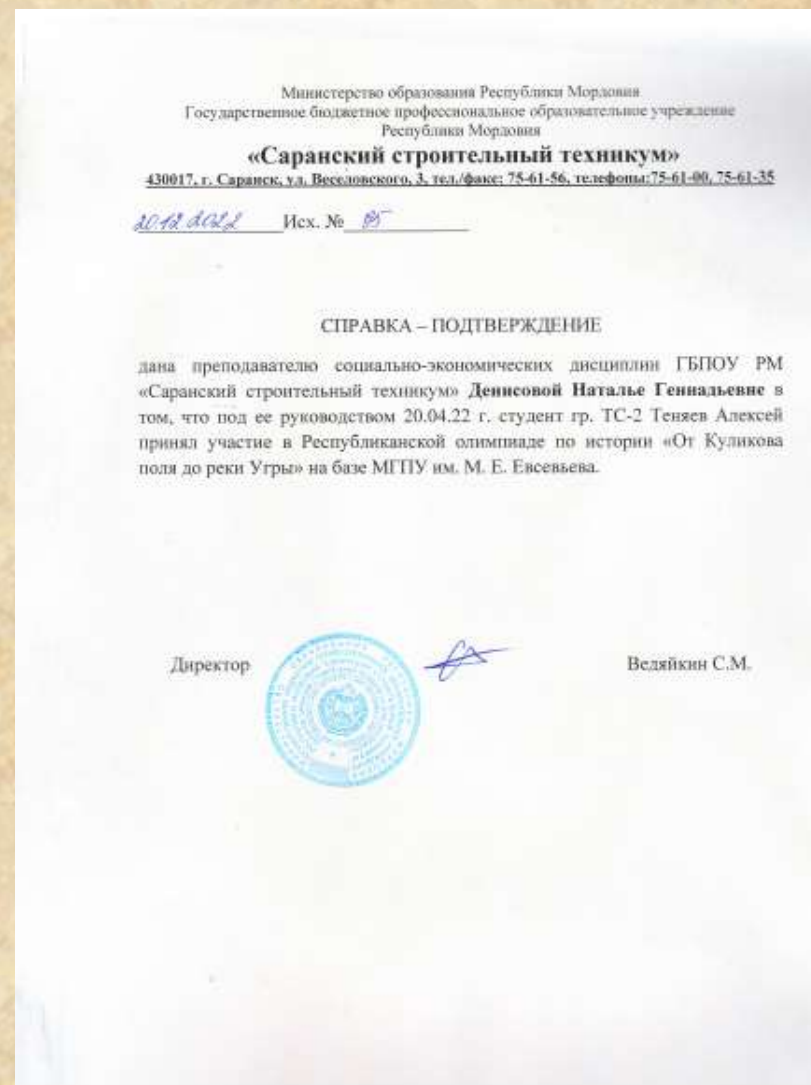 Министерство образования Республики Мордовия
Государственное бюджетное профессиональное образовательное учреждение
Республики Мордовия
«Саранский строительный техникум»
430017, г. Саранск, ул. Веселовского, 3, тел./факс: 75-61-56, телефоны:75-61-00, 75-61-35
20.12.2022 Исх. № 85
СПРАВКА – ПОДТВЕРЖДЕНИЕ
дана преподавателю социально-экономических дисциплин ГБПОУ РМ
«Саранский строительный техникум» Денисовой Наталье Геннадьевне в
том, что под ее руководством 20.04.22 г. студент гр. ТС-2 Теняев Алексей
принял участие в Республиканской олимпиаде по истории «От Куликова
поля до реки Угры» на базе МГПУ им. М. Е. Евсевьева.
Директор Ведяйкин С.М.